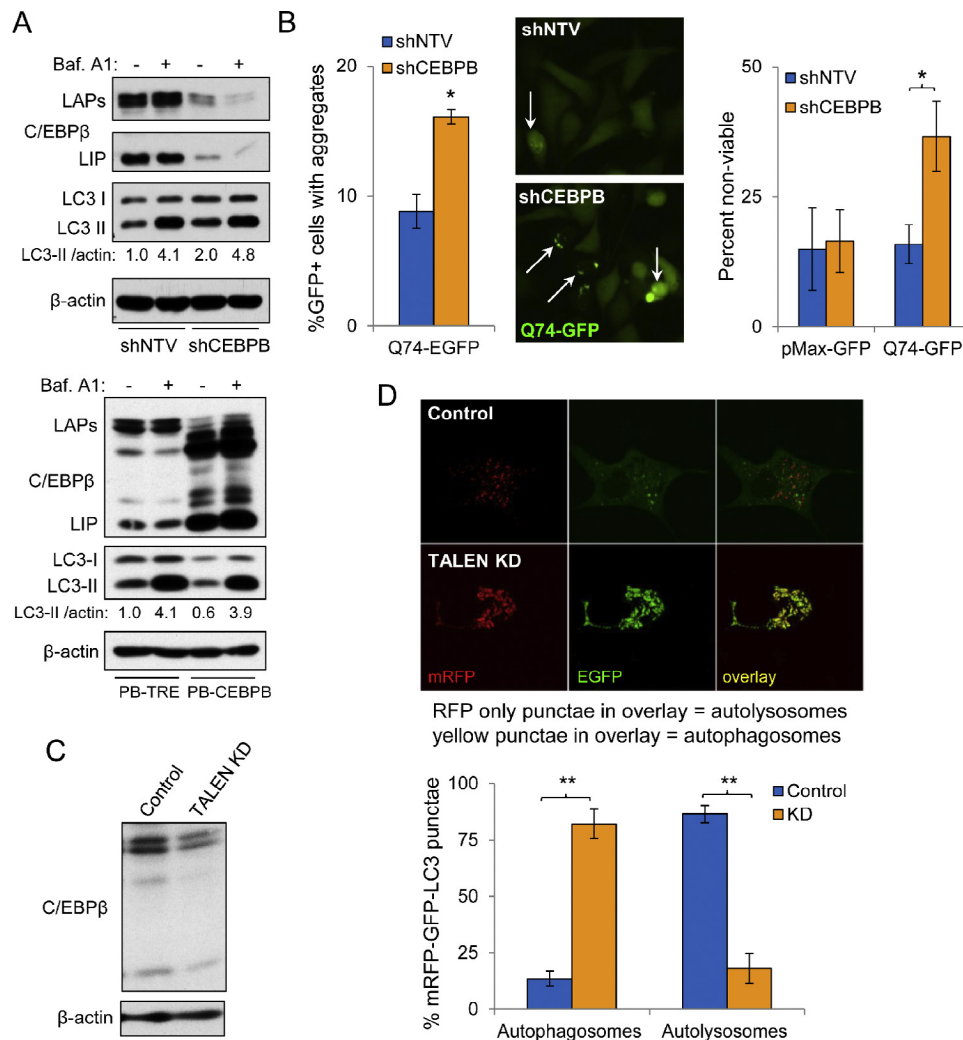 A
Baf. A1: - + - +
LAPs
C/EBPβ
LIP
LC3 I
LC3 II
LC3-II /actin: 1.0 4.1 2.0 4.8
β-actin
shNTV shCEBPB
Baf. A1: - + - +
LAPs
C/EBPβ
LIP
LC3-I
LC3-II
LC3-II /actin: 1.0 4.1 0.6 3.9
β-actin
PB-TRE PB-CEBPB
B
shNTV
shCEBPB
%GFP+ cells with aggregates
20
10
0
*
Q74-EGFP
shNTV
shCEBPB
Q74-GFP
shNTV
shCEBPB
Percent non-viable
50
25
0
*
pMax-GFP Q74-GFP
C
Control
TALEN KD
C/EBPβ
β-actin
D
Control
TALEN KD
mRFP
EGFP
overlay
RFP only punctae in overlay = autolysosomes
yellow punctae in overlay = autophagosomes
% mRFP-GFP-LC3 punctae
100
75
50
25
0
**
**
Control
KD
Autophagosomes Autolysosomes